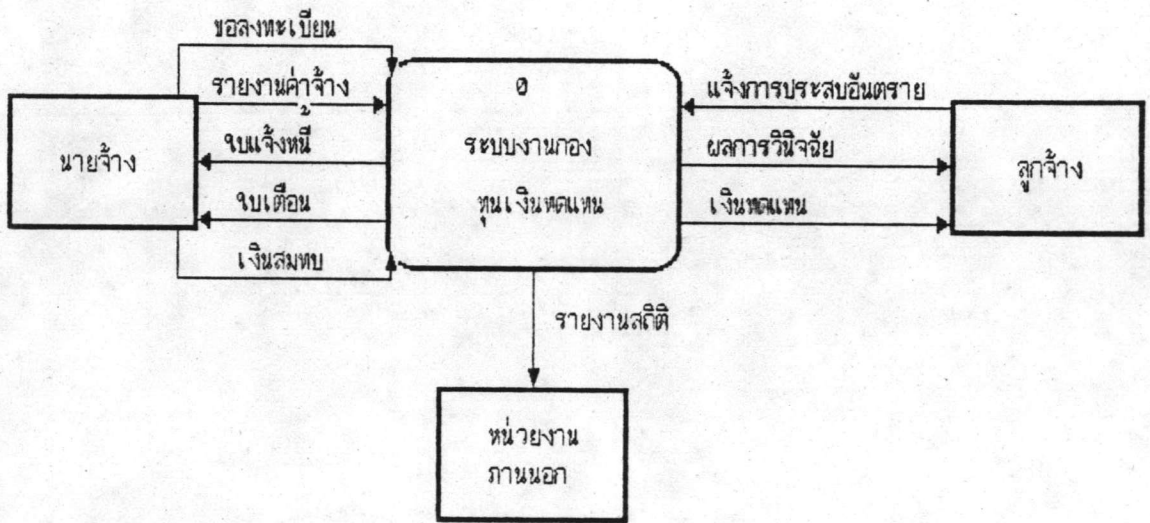 ขอลงทะเบียน
รายงานค่าจ้าง
ใบแจ้งหนี้
ใบเตือน
เงินสมทบ
นายจ้าง
0
ระบบงานกอง
ทุนเงินทดแทน
แจ้งการประสบอันตราย
ผลการวินิจฉัย
เงินทดแทน
ลูกจ้าง
รายงานสถิติ
หน่วยงาน
ภานนอก